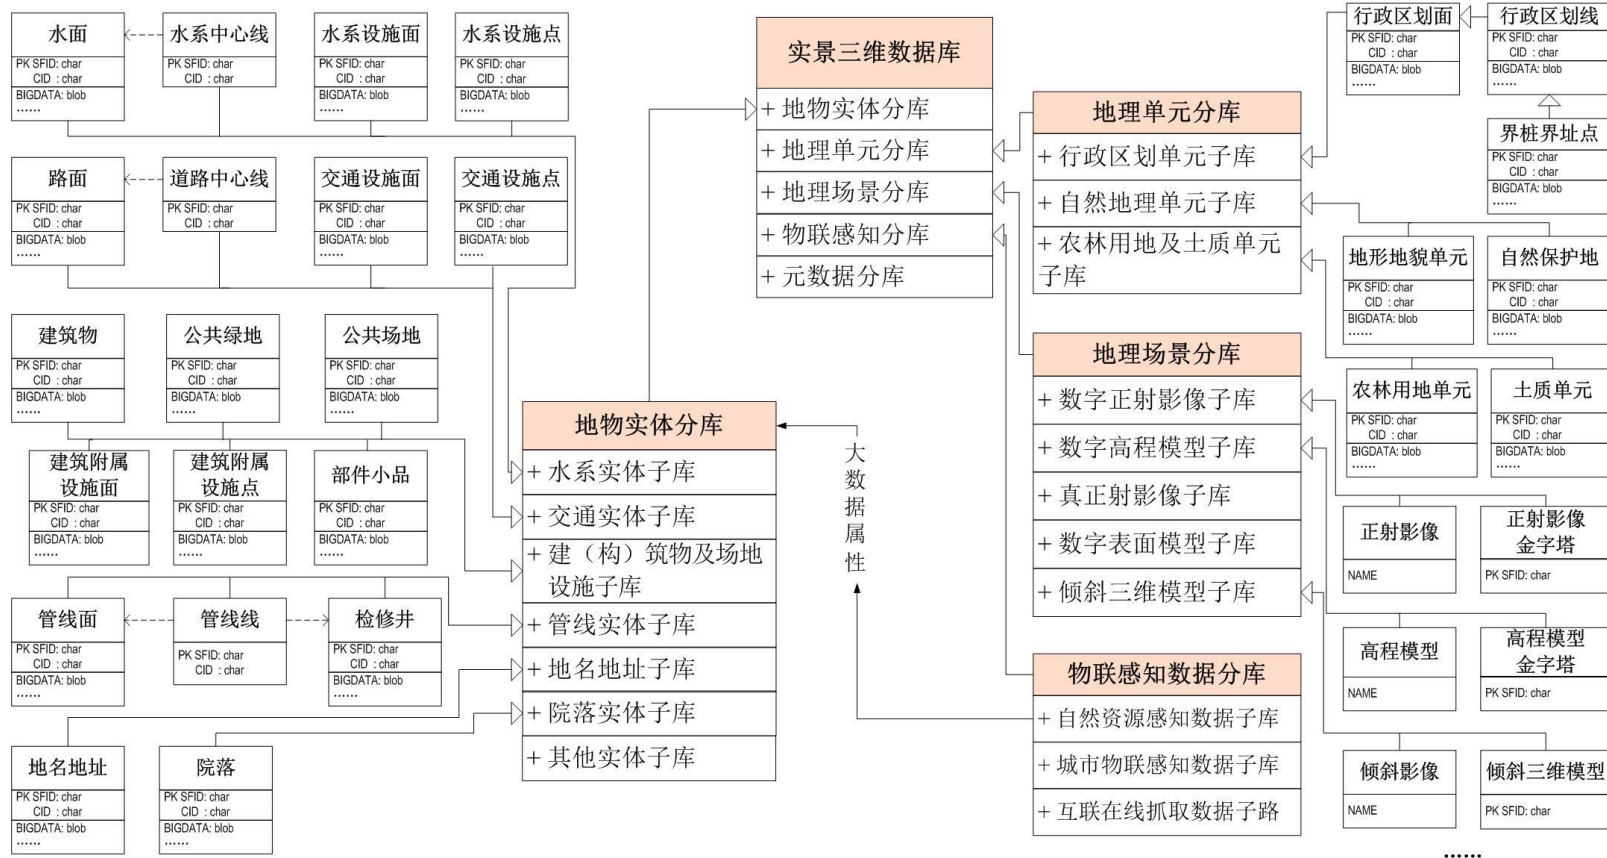 水面
PK SFID: char
CID : char
BIGDATA: blob
······
水系中心线
PK SFID: char
CID : char
水系设施面
PK SFID: char
CID : char
BIGDATA: blob
······
水系设施点
PK SFID: char
CID : char
BIGDATA: blob
······
路面
PK SFID: char
CID : char
BIGDATA: blob
······
道路中心线
PK SFID: char
CID : char
交通设施面
PK SFID: char
CID : char
BIGDATA: blob
······
交通设施点
PK SFID: char
CID : char
BIGDATA: blob
······
建筑物
PK SFID: char
CID : char
BIGDATA: blob
······
公共绿地
PK SFID: char
CID : char
BIGDATA: blob
······
公共场地
PK SFID: char
CID : char
BIGDATA: blob
······
建筑附属
设施面
PK SFID: char
CID : char
BIGDATA: blob
······
建筑附属
设施点
PK SFID: char
CID : char
BIGDATA: blob
······
部件小品
PK SFID: char
CID : char
BIGDATA: blob
······
管线面
PK SFID: char
CID : char
BIGDATA: blob
······
管线线
PK SFID: char
CID : char
检修井
PK SFID: char
CID : char
BIGDATA: blob
······
地名地址
PK SFID: char
CID : char
BIGDATA: blob
······
院落
PK SFID: char
CID : char
BIGDATA: blob
······
地物实体分库
+ 水系实体子库
+ 交通实体子库
+ 建（构）筑物及场地
设施子库
+ 管线实体子库
+ 地名地址子库
+ 院落实体子库
+ 其他实体子库
实景三维数据库
+ 地物实体分库
+ 地理单元分库
+ 地理场景分库
+ 物联感知分库
+ 元数据分库
大数据属性
地理单元分库
+ 行政区划单元子库
+ 自然地理单元子库
+ 农林用地及土质单元
子库
地理场景分库
+ 数字正射影像子库
+ 数字高程模型子库
+ 真正射影像子库
+ 数字表面模型子库
+ 倾斜三维模型子库
物联感知数据分库
+ 自然资源感知数据子库
+ 城市物联感知数据子库
+ 互联在线抓取数据子路
行政区划面
PK SFID: char
CID : char
BIGDATA: blob
······
行政区划线
PK SFID: char
CID : char
BIGDATA: blob
······
界桩界址点
PK SFID: char
CID : char
BIGDATA: blob
······
地形地貌单元
PK SFID: char
CID : char
BIGDATA: blob
······
自然保护地
PK SFID: char
CID : char
BIGDATA: blob
······
农林用地单元
PK SFID: char
CID : char
BIGDATA: blob
······
土质单元
PK SFID: char
CID : char
BIGDATA: blob
······
正射影像
NAME
正射影像
金字塔
PK SFID: char
高程模型
NAME
高程模型
金字塔
PK SFID: char
倾斜影像
NAME
倾斜三维模型
PK SFID: char
······